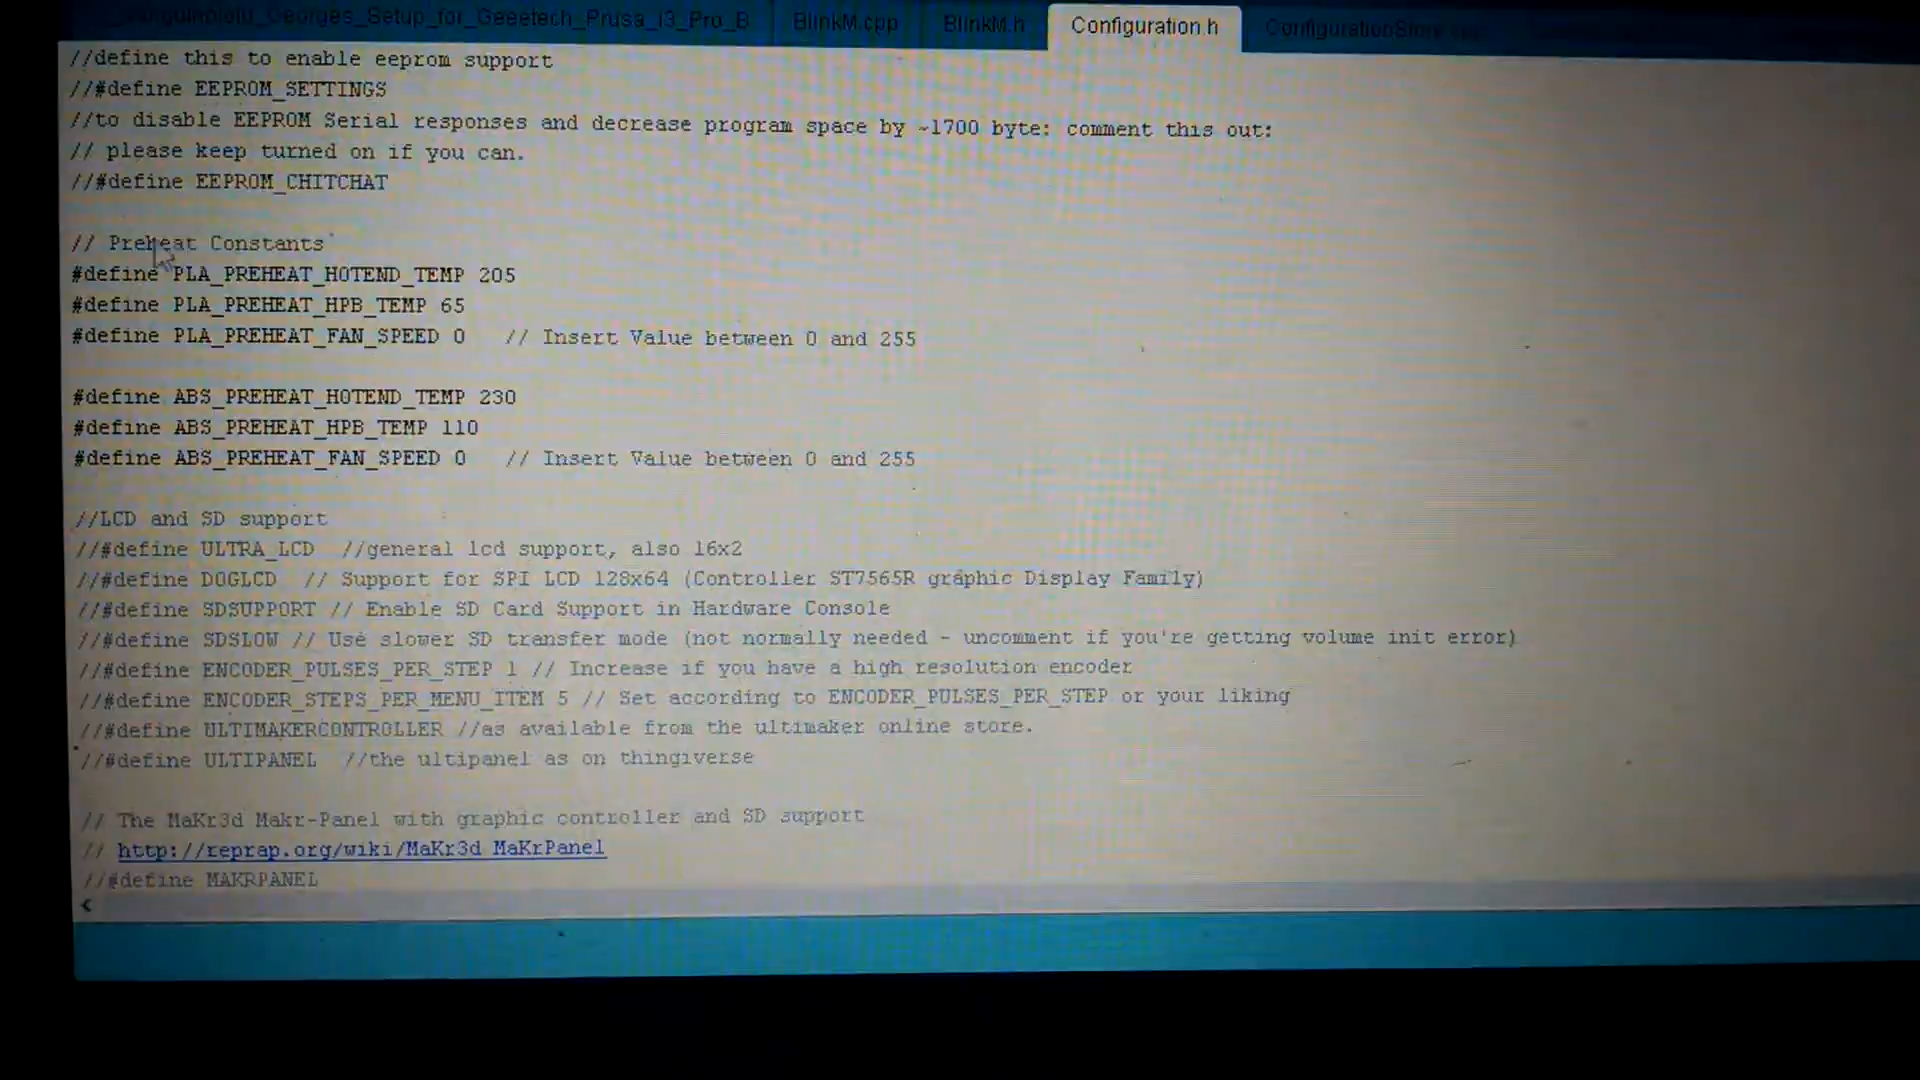 Georges_Setup_for_Geeetech_Prusa_i3_Pro_B BlinkM.cpp BlinkM.h Configuration.h
//define this to enable eeprom support
//#define EEPROM_SETTINGS
//to disable EEPROM Serial responses and decrease program space by ~1700 byte: comment this out:
// please keep turned on if you can.
//#define EEPROM_CHITCHAT
// Preheat Constants
#define PLA_PREHEAT_HOTEND_TEMP 205
#define PLA_PREHEAT_HPB_TEMP 65
#define PLA_PREHEAT_FAN_SPEED 0 // Insert Value between 0 and 255
#define ABS_PREHEAT_HOTEND_TEMP 230
#define ABS_PREHEAT_HPB_TEMP 110
#define ABS_PREHEAT_FAN_SPEED 0 // Insert Value between 0 and 255
//LCD and SD support
//#define ULTRA_LCD //general lcd support, also 16x2
//#define DOGLCD // Support for SPI LCD 128x64 (Controller ST7565R graphic Display Family)
//#define SDSUPPORT // Enable SD Card Support in Hardware Console
//#define SDSLOW // Use slower SD transfer mode (not normally needed - uncomment if you're getting volume init error)
//#define ENCODER_PULSES_PER_STEP 1 // Increase if you have a high resolution encoder
//#define ENCODER_STEPS_PER_MENU_ITEM 5 // Set according to ENCODER_PULSES_PER_STEP or your liking
//#define ULTIMAKERCONTROLLER //as available from the ultimaker online store.
//#define ULTIPANEL //the ultipanel as on thingiverse
// The MaKr3d Makr-Panel with graphic controller and SD support
// http://reprap.org/wiki/MaKr3d_MaKrPanel
//#define MAKRPANEL